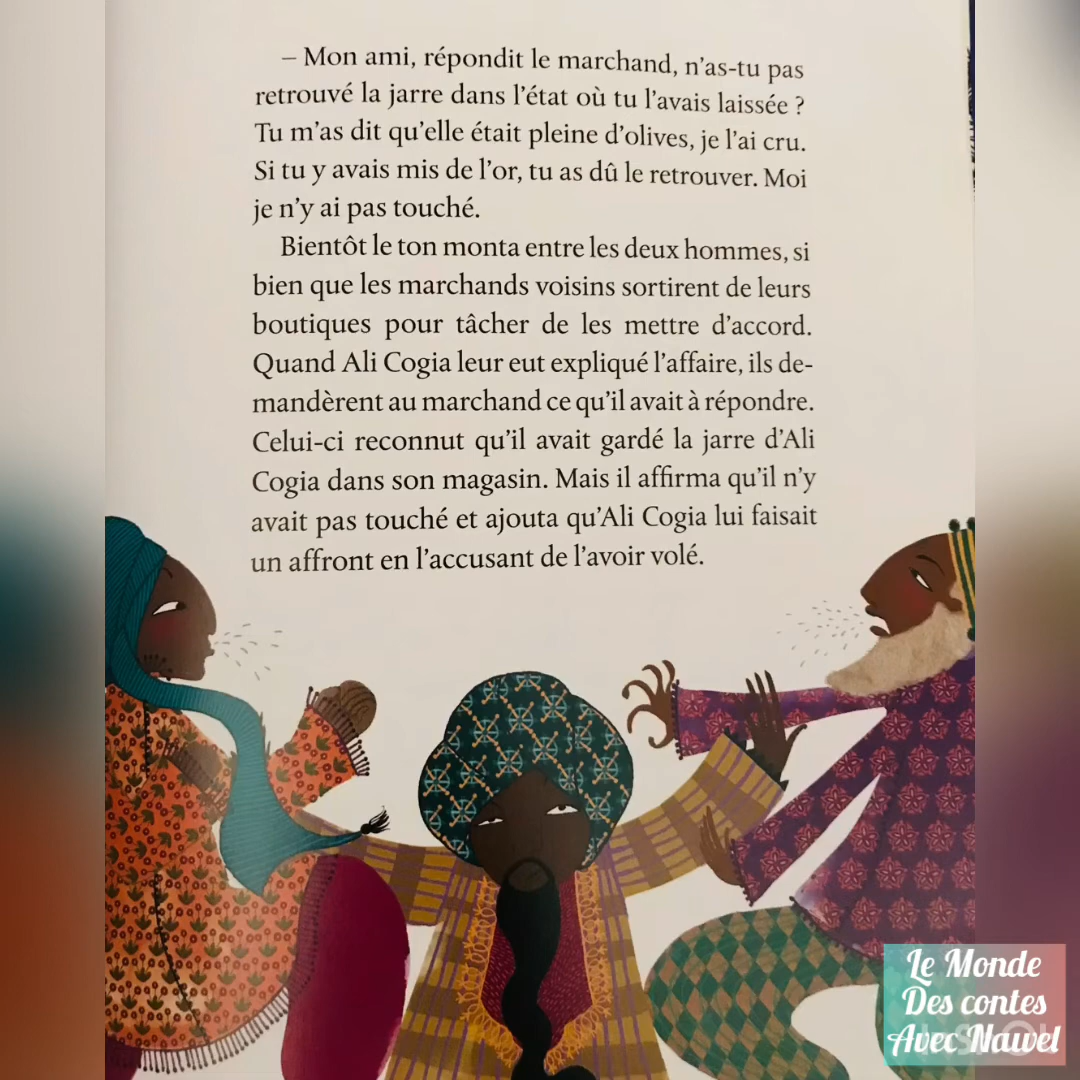 – Mon ami, répondit le marchand, n'as-tu pas
retrouvé la jarre dans l'état où tu l'avais laissée ?
Tu m'as dit qu'elle était pleine d'olives, je l'ai cru.
Si tu y avais mis de l'or, tu as dû le retrouver. Moi
je n'y ai pas touché.
Bientôt le ton monta entre les deux hommes, si
bien que les marchands voisins sortirent de leurs
boutiques pour tâcher de les mettre d'accord.
Quand Ali Cogia leur eut expliqué l'affaire, ils de-
mandèrent au marchand ce qu'il avait à répondre.
Celui-ci reconnut qu'il avait gardé la jarre d'Ali
Cogia dans son magasin. Mais il affirma qu'il n'y
avait pas touché et ajouta qu'Ali Cogia lui faisait
un affront en l'accusant de l'avoir volé.
Le Monde
Des contes
Avec Nawel